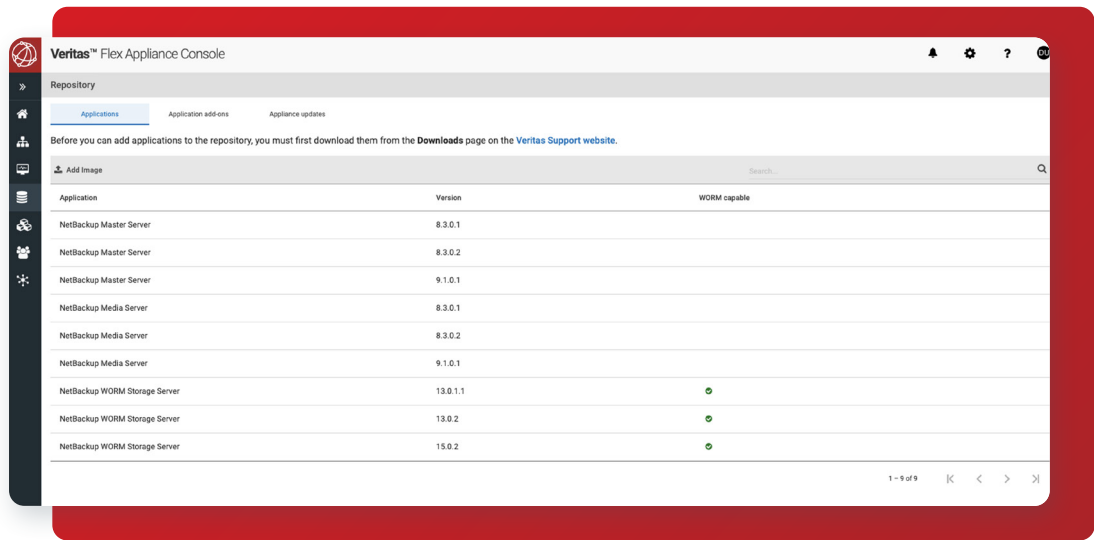 Veritas™ Flex Appliance Console
DU
Repository
Applications Application add-ons Appliance updates
Before you can add applications to the repository, you must first download them from the Downloads page on the Veritas Support website.
Add Image Search...
Application Version WORM capable
NetBackup Master Server 8.3.0.1
NetBackup Master Server 8.3.0.2
NetBackup Master Server 9.1.0.1
NetBackup Media Server 8.3.0.1
NetBackup Media Server 8.3.0.2
NetBackup Media Server 9.1.0.1
NetBackup WORM Storage Server 13.0.1.1
NetBackup WORM Storage Server 13.0.2
NetBackup WORM Storage Server 15.0.2
1 – 9 of 9